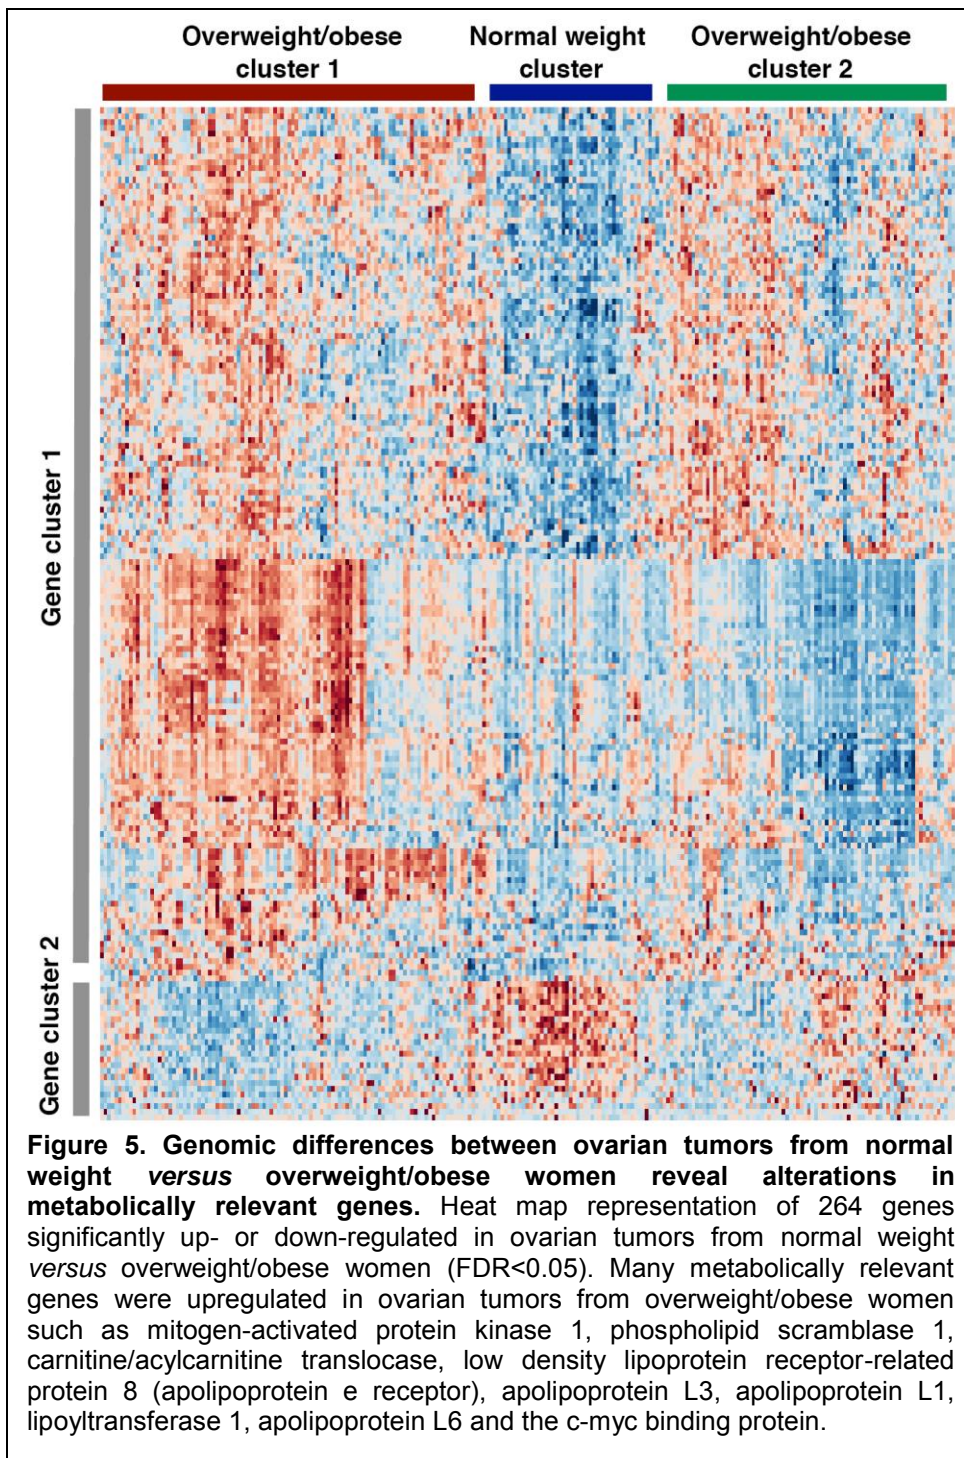 Overweight/obese cluster 1
Normal weight cluster
Overweight/obese cluster 2
Gene cluster 1
Gene cluster 2
Figure 5. Genomic differences between ovarian tumors from normal
weight versus overweight/obese women reveal alterations in
metabolically relevant genes. Heat map representation of 264 genes
significantly up- or down-regulated in ovarian tumors from normal weight
versus overweight/obese women (FDR<0.05). Many metabolically relevant
genes were upregulated in ovarian tumors from overweight/obese women
such as mitogen-activated protein kinase 1, phospholipid scramblase 1,
carnitine/acylcarnitine translocase, low density lipoprotein receptor-related
protein 8 (apolipoprotein e receptor), apolipoprotein L3, apolipoprotein L1,
lipoyltransferase 1, apolipoprotein L6 and the c-myc binding protein.